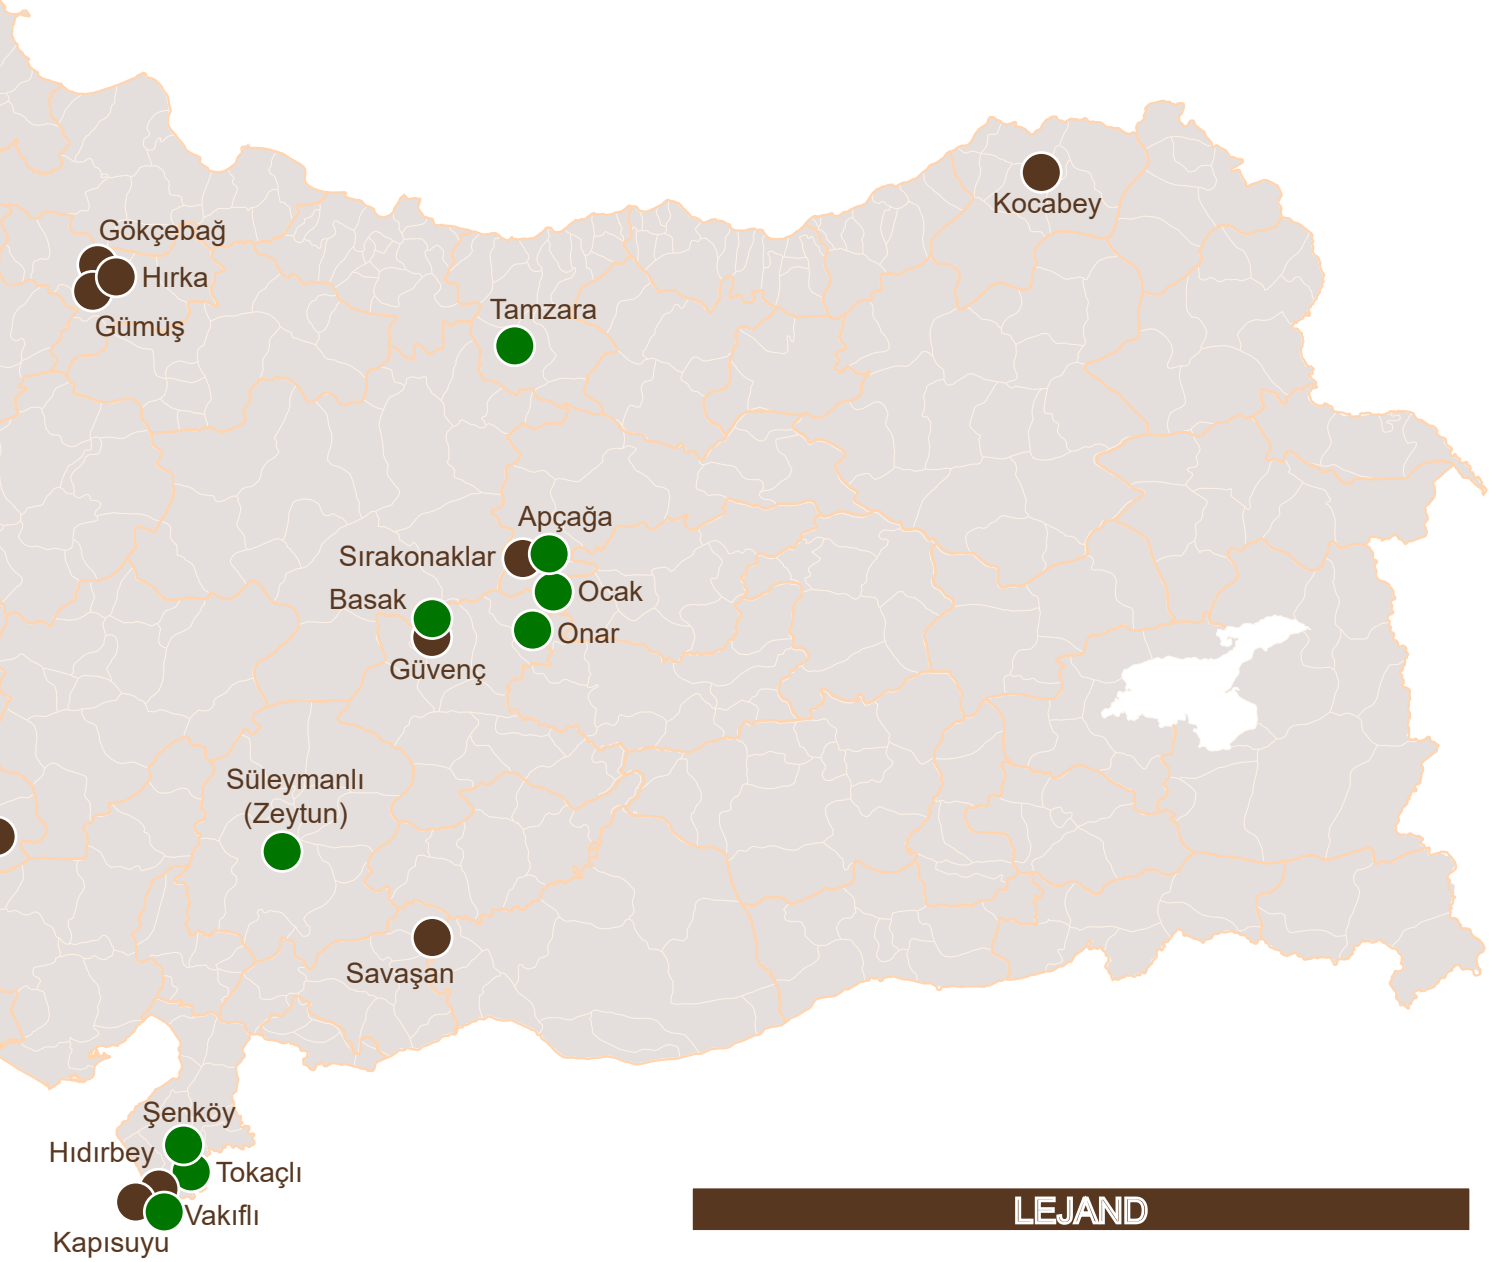 Kocabey
Gökçebağ
Hırka
Gümüş
Tamzara
Apçağa
Sırakonaklar
Basak
Ocak
Onar
Güvenç
Süleymanlı
(Zeytun)
Savaşan
Şenköy
Hıdırbey
Tokaçlı
Vakıflı
Kapısuyu
LEJAND